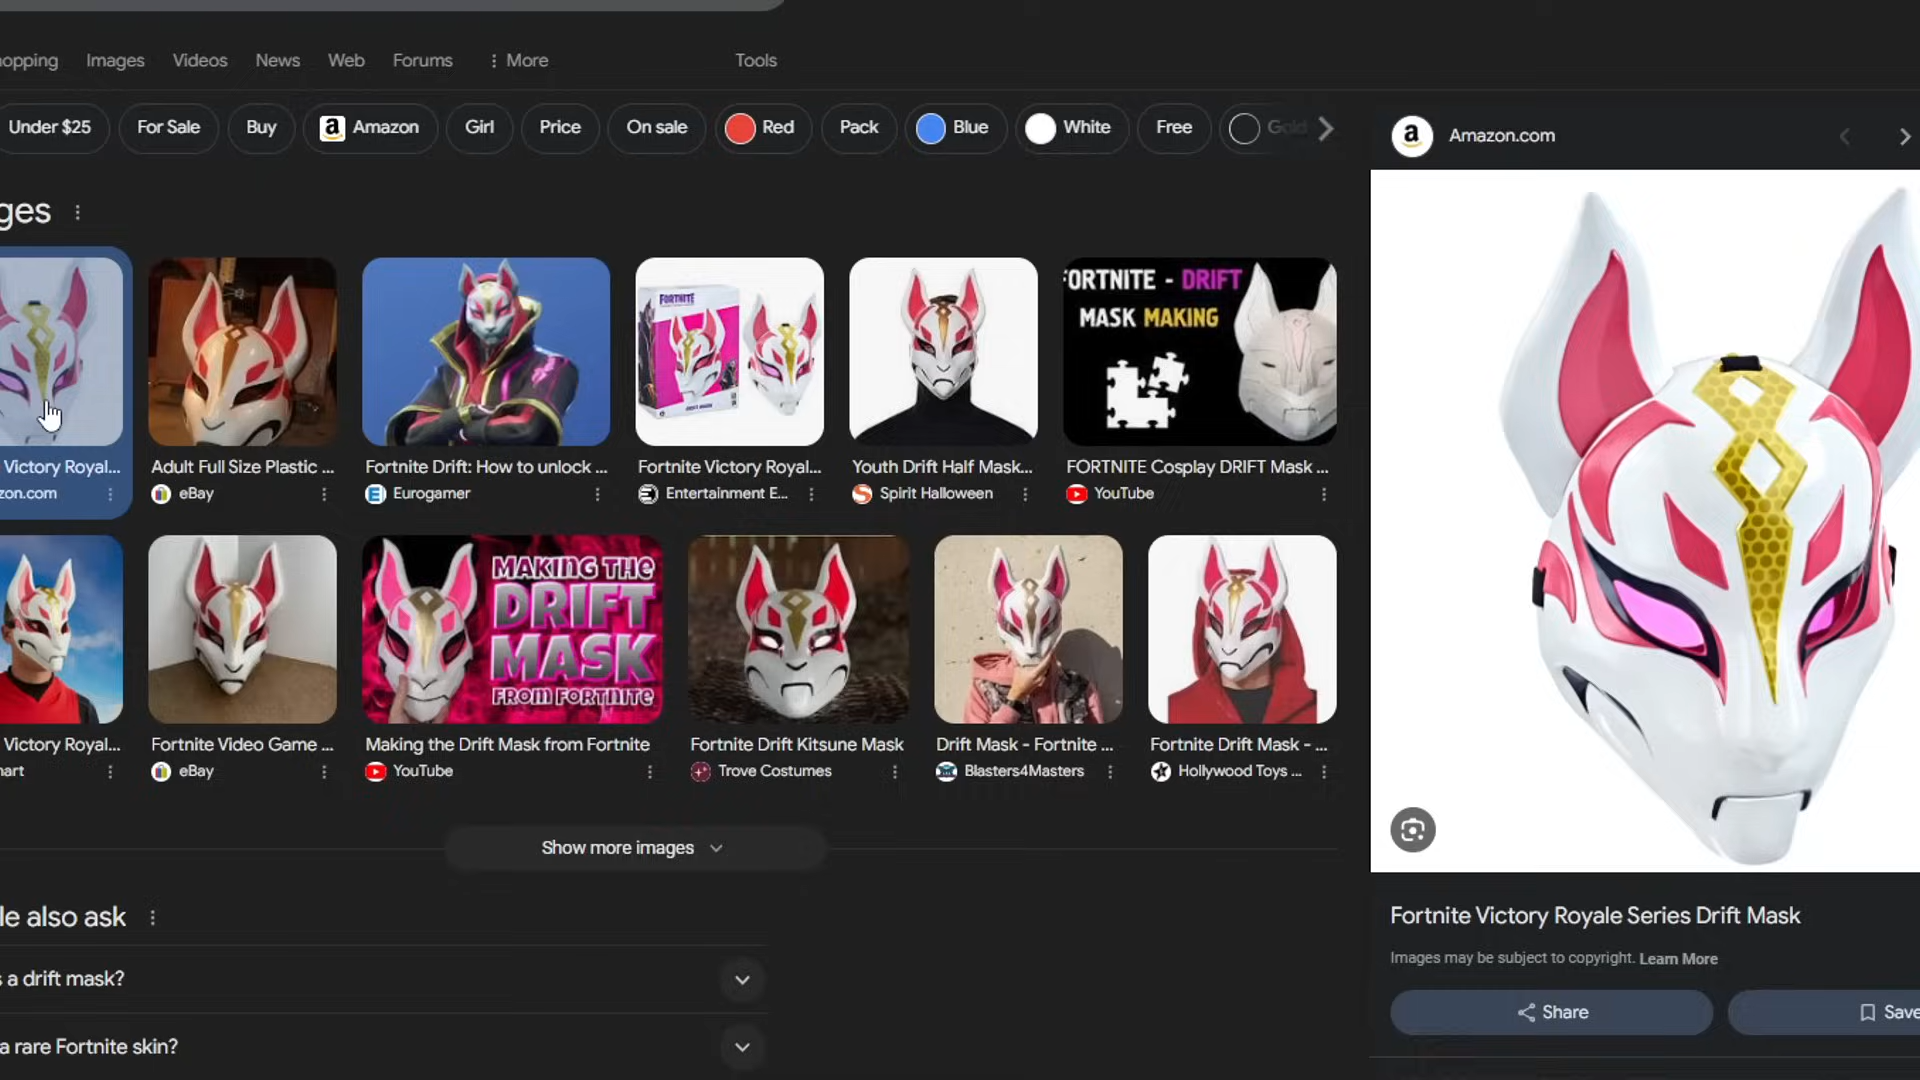 hopping Images Videos News Web Forums More Tools
Under $25 For Sale Buy Amazon Girl Price On sale Red Pack Blue White Free Gold
Amazon.com
ges
FORTNITE
DRIFT MASK
FORTNITE - DRIFT
MASK MAKING
Victory Royal... Adult Full Size Plastic ... Fortnite Drift: How to unlock ... Fortnite Victory Royal... Youth Drift Half Mask... FORTNITE Cosplay DRIFT Mask ...
zon.com eBay Eurogamer Entertainment E... Spirit Halloween YouTube
MAKING THE
DRIFT
MASK
FROM FORTNITE
Victory Royal... Fortnite Video Game ... Making the Drift Mask from Fortnite Fortnite Drift Kitsune Mask Drift Mask - Fortnite ... Fortnite Drift Mask - ...
mart eBay YouTube Trove Costumes Blasters4Masters Hollywood Toys ...
Show more images
le also ask
s a drift mask?
a rare Fortnite skin?
Fortnite Victory Royale Series Drift Mask
Images may be subject to copyright. Learn More
Share Save